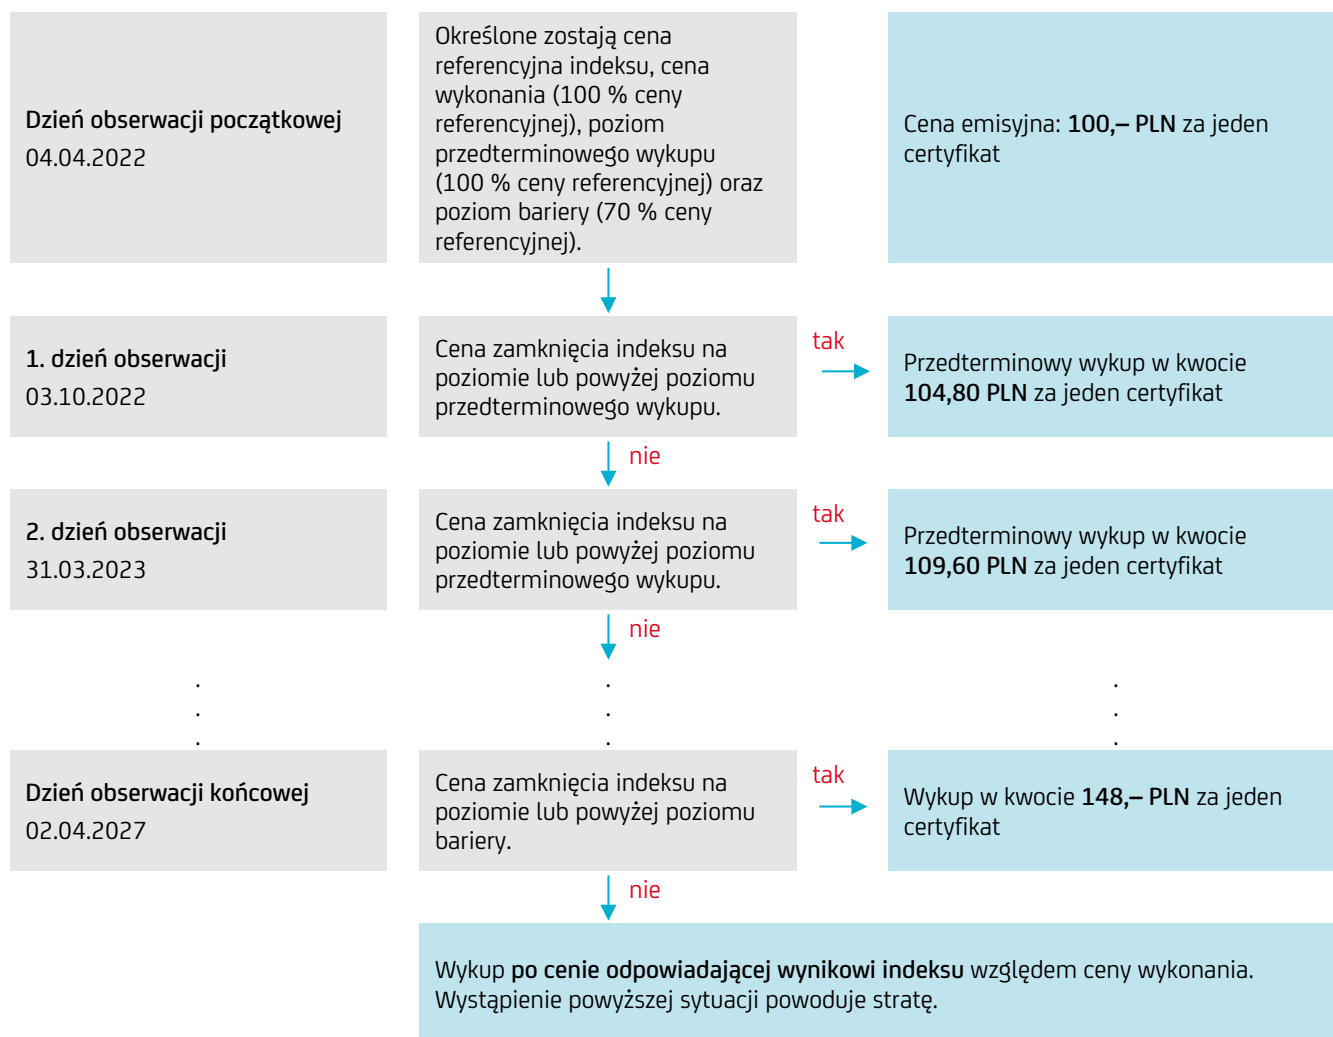 Dzień obserwacji początkowej
04.04.2022
Określone zostają cena
referencyjna indeksu, cena
wykonania (100 % ceny
referencyjnej), poziom
przedterminowego wykupu
(100 % ceny referencyjnej) oraz
poziom bariery (70 % ceny
referencyjnej).
Cena emisyjna: 100,– PLN za jeden
certyfikat
1. dzień obserwacji
03.10.2022
Cena zamknięcia indeksu na
poziomie lub powyżej poziomu
przedterminowego wykupu.
tak
Przedterminowy wykup w kwocie
104,80 PLN za jeden certyfikat
nie
2. dzień obserwacji
31.03.2023
Cena zamknięcia indeksu na
poziomie lub powyżej poziomu
przedterminowego wykupu.
tak
Przedterminowy wykup w kwocie
109,60 PLN za jeden certyfikat
nie
. . .
. . .
. . .
Dzień obserwacji końcowej
02.04.2027
Cena zamknięcia indeksu na
poziomie lub powyżej poziomu
bariery.
tak
Wykup w kwocie 148,– PLN za jeden
certyfikat
nie
Wykup po cenie odpowiadającej wynikowi indeksu względem ceny wykonania.
Wystąpienie powyższej sytuacji powoduje stratę.